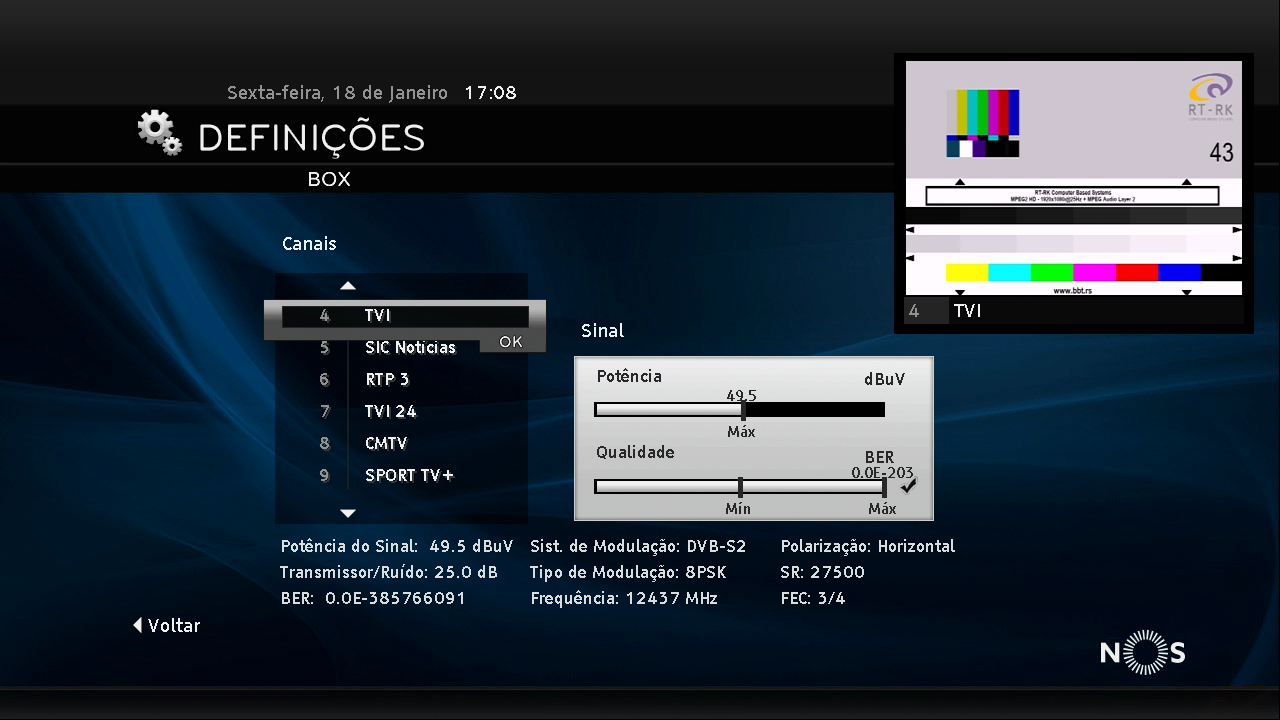 Sexta-feira, 18 de Janeiro 17:08
DEFINIÇÕES
BOX
RT-RK
43
RT-RK Computer Based Systems
MPEG2 HD - 1920x1080@25Hz + MPEG Audio Layer 2
www.bbt.rs
4 TVI
Canais
4 TVI
OK
5 SIC Notícias
6 RTP 3
7 TVI 24
8 CMTV
9 SPORT TV+
Sinal
Potência dBuV
49.5
Máx
Qualidade BER
0.0E-203
Mín Máx
Potência do Sinal: 49.5 dBuV Sist. de Modulação: DVB-S2 Polarização: Horizontal
Transmissor/Ruído: 25.0 dB Tipo de Modulação: 8PSK SR: 27500
BER: 0.0E-385766091 Frequência: 12437 MHz FEC: 3/4
Voltar
NOS